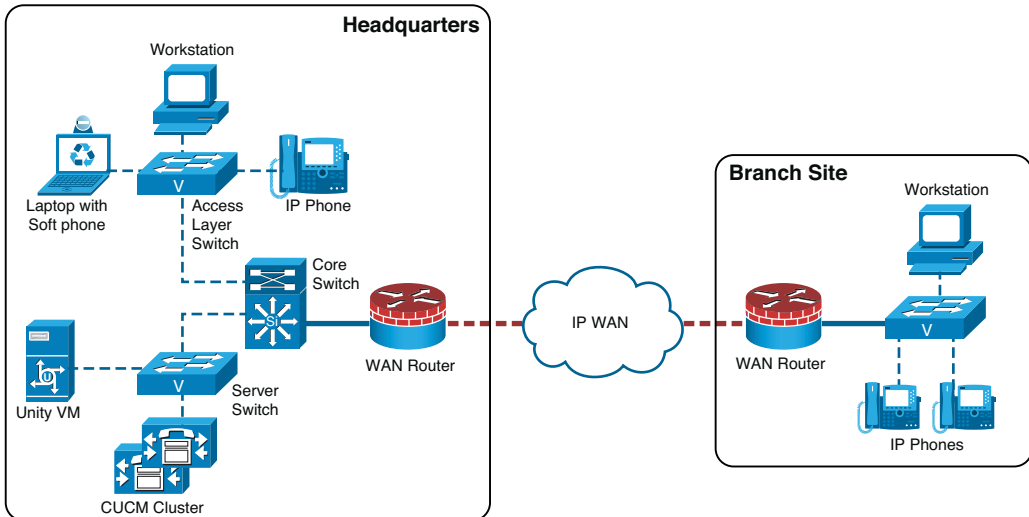 Headquarters
Workstation
Laptop with
Soft phone
V
Access
Layer
Switch
IP Phone
Core
Switch
Si
WAN Router
U
Unity VM
V
Server
Switch
CUCM Cluster
IP WAN
Branch Site
Workstation
WAN Router
V
IP Phones